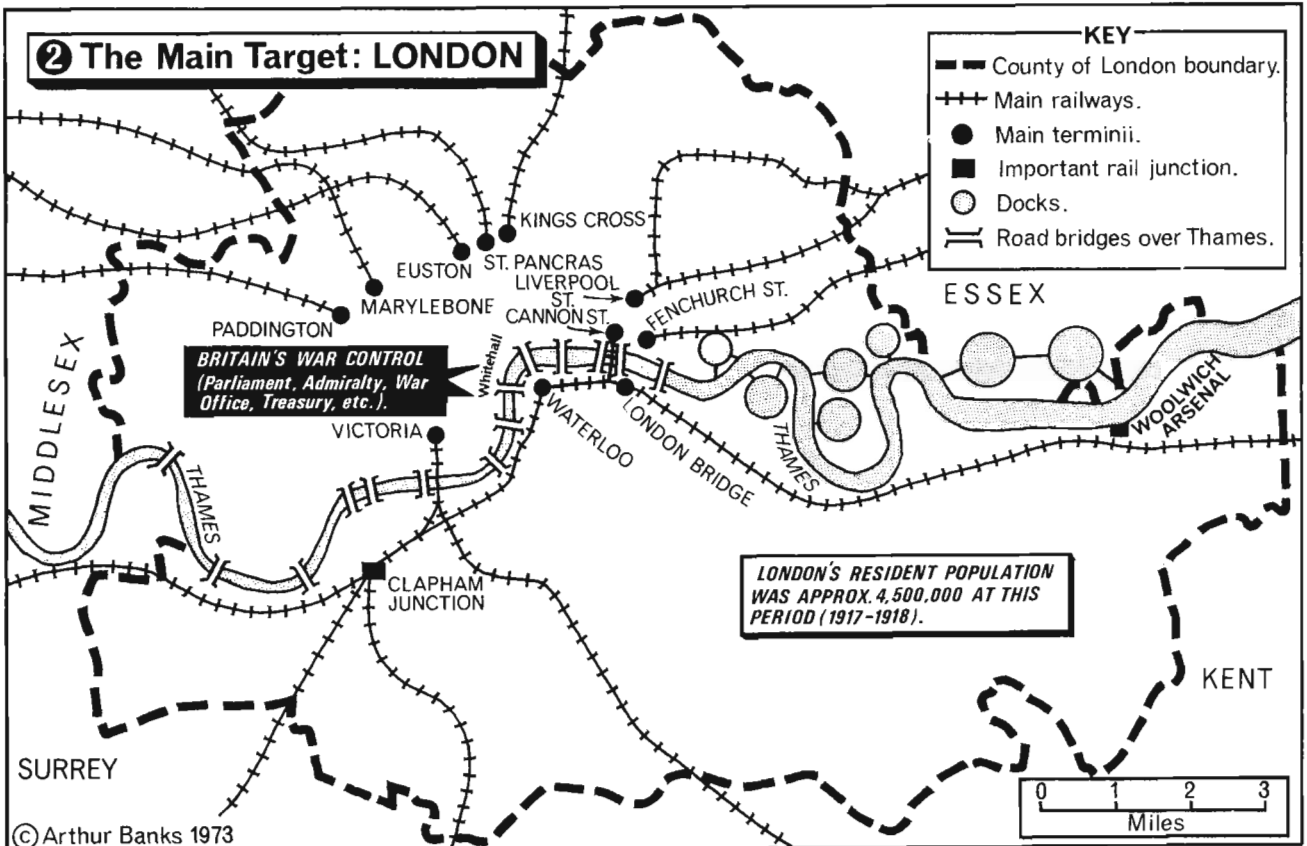 ❷ The Main Target: LONDON
KEY
County of London boundary.
Main railways.
Main terminii.
Important rail junction.
Docks.
Road bridges over Thames.
KINGS CROSS
EUSTON
ST. PANCRAS
LIVERPOOL
ST.
CANNON ST.
FENCHURCH ST.
MARYLEBONE
PADDINGTON
ESSEX
BRITAIN'S WAR CONTROL
(Parliament, Admiralty, War
Office, Treasury, etc.).
Whitehall
MIDDLESEX
VICTORIA
WATERLOO
LONDON BRIDGE
THAMES
THAMES
WOOLWICH
ARSENAL
CLAPHAM
JUNCTION
LONDON'S RESIDENT POPULATION
WAS APPROX. 4,500,000 AT THIS
PERIOD (1917-1918).
KENT
SURREY
0 1 2 3
Miles
© Arthur Banks 1973